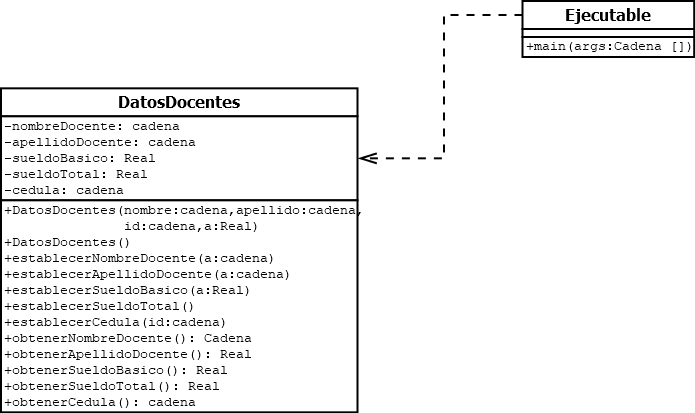 Ejecutable
+main(args:Cadena [])
DatosDocentes
-nombreDocente: cadena
-apellidoDocente: cadena
-sueldoBasico: Real
-sueldoTotal: Real
-cedula: cadena
+DatosDocentes(nombre:cadena,apellido:cadena,
id:cadena,a:Real)
+DatosDocentes()
+establecerNombreDocente(a:cadena)
+establecerApellidoDocente(a:cadena)
+establecerSueldoBasico(a:Real)
+establecerSueldoTotal()
+establecerCedula(id:cadena)
+obtenerNombreDocente(): Cadena
+obtenerApellidoDocente(): Real
+obtenerSueldoBasico(): Real
+obtenerSueldoTotal(): Real
+obtenerCedula(): cadena